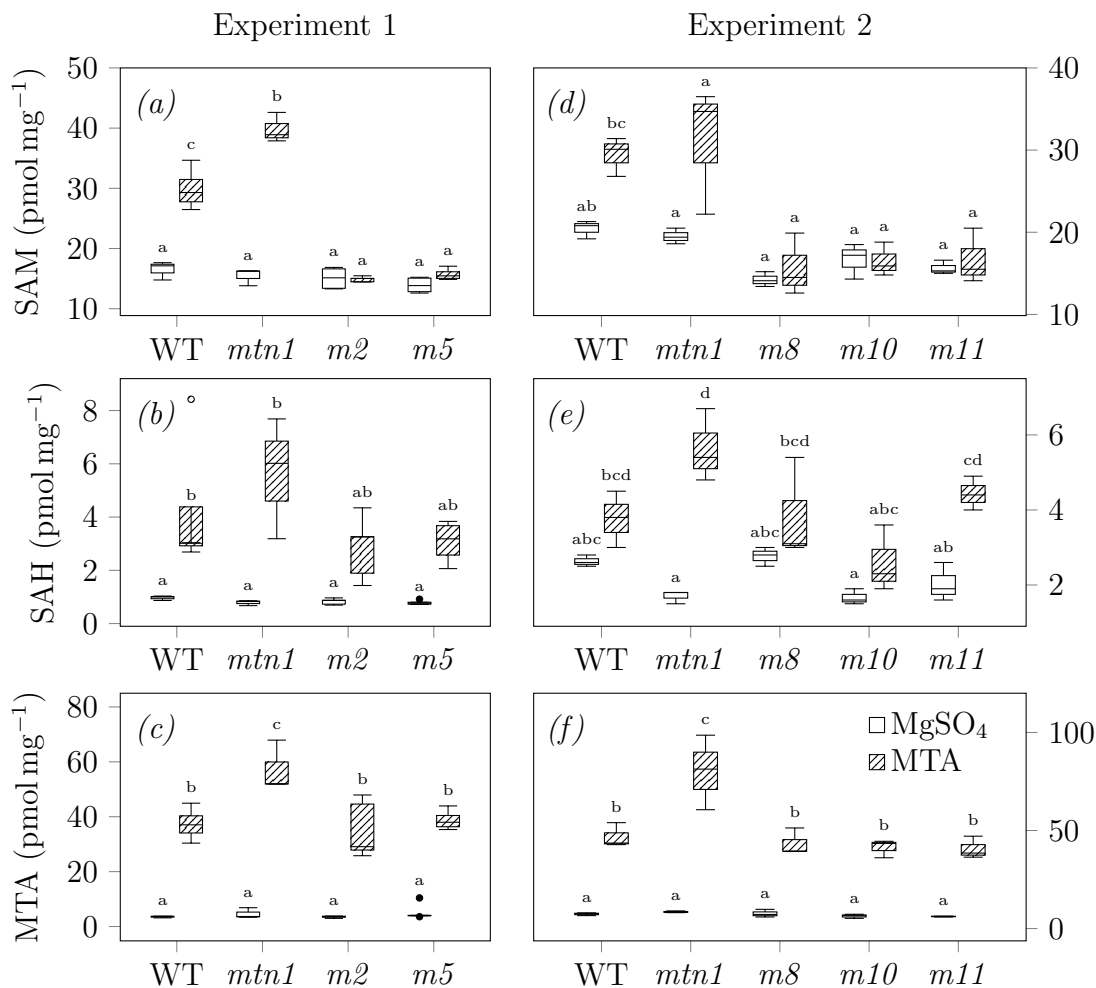 Experiment 1
Experiment 2
SAM (pmol mg⁻¹)
50
40
30
20
10
(a)
a
c
a
b
a
a
a
a
WT mtn1 m2 m5
(d)
ab
bc
a
a
a
a
a
a
a
a
40
30
20
10
WT mtn1 m8 m10 m11
SAH (pmol mg⁻¹)
8
6
4
2
0
(b)
a
b
a
b
a
ab
a
ab
WT mtn1 m2 m5
(e)
abc
bcd
a
d
abc
bcd
a
abc
ab
cd
6
4
2
WT mtn1 m8 m10 m11
MTA (pmol mg⁻¹)
80
60
40
20
0
(c)
a
b
a
c
a
b
a
b
WT mtn1 m2 m5
(f)
MgSO₄
MTA
a
b
a
c
a
b
a
b
a
b
100
50
0
WT mtn1 m8 m10 m11